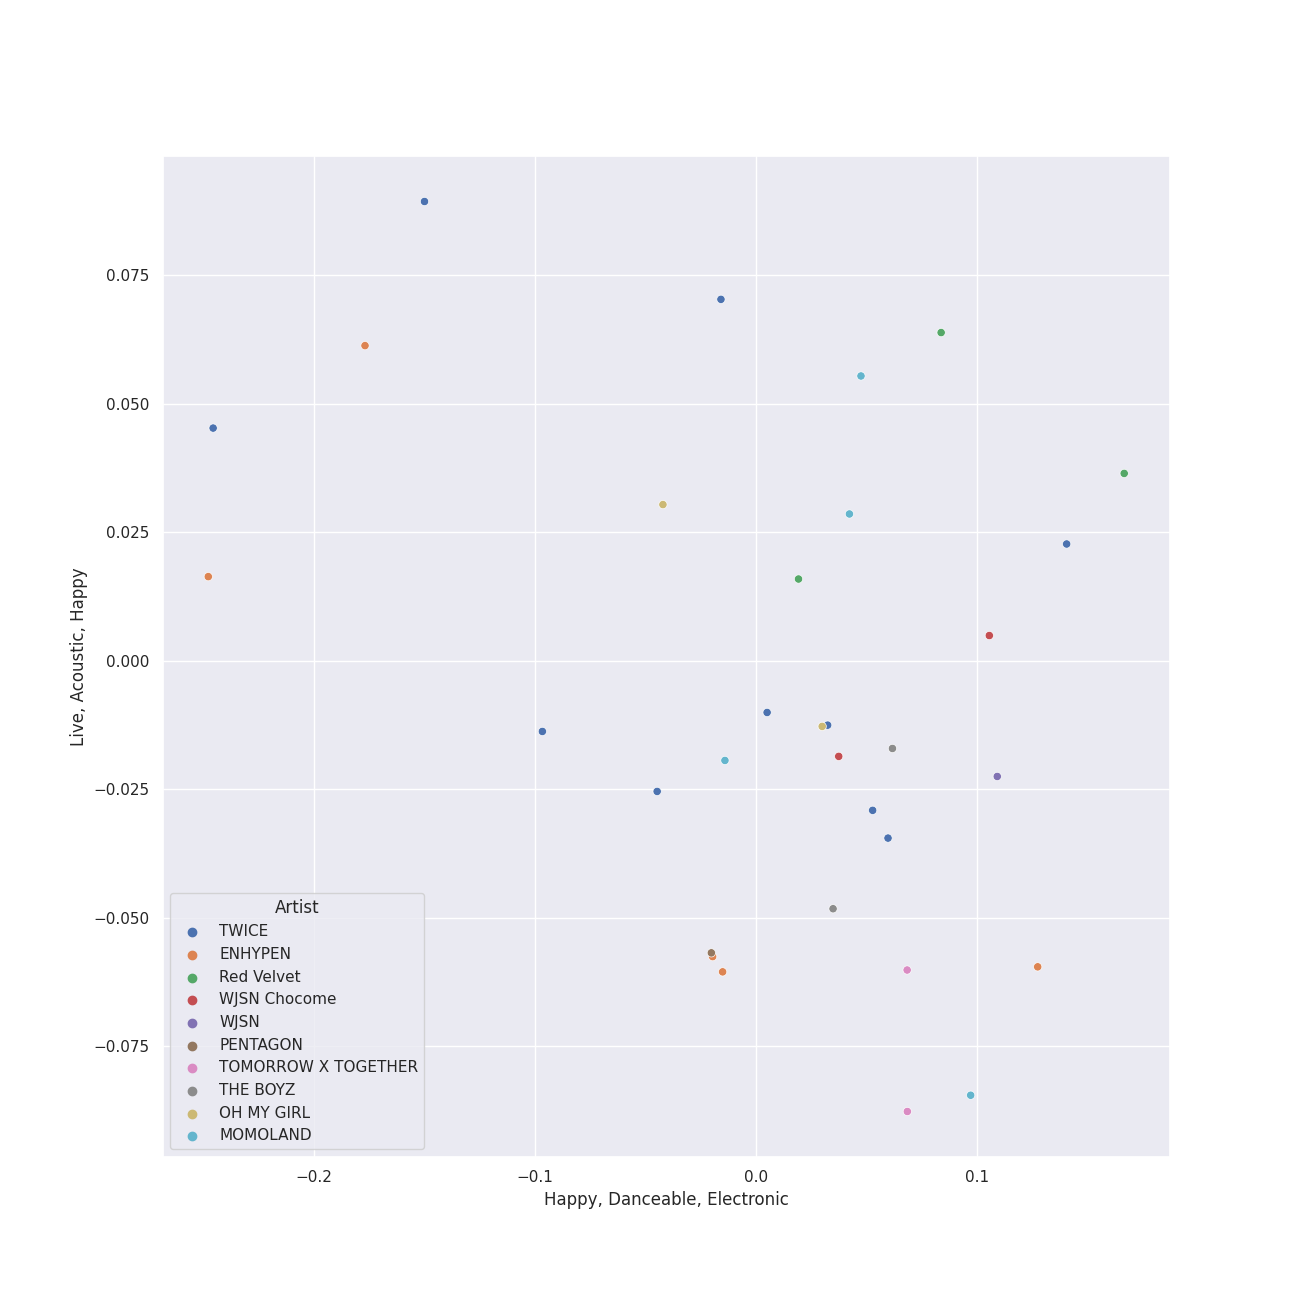 0.075
0.050
0.025
0.000
−0.025
−0.050
−0.075
Live, Acoustic, Happy
Artist
TWICE
ENHYPEN
Red Velvet
WJSN Chocome
WJSN
PENTAGON
TOMORROW X TOGETHER
THE BOYZ
OH MY GIRL
MOMOLAND
−0.2
−0.1
0.0
0.1
Happy, Danceable, Electronic